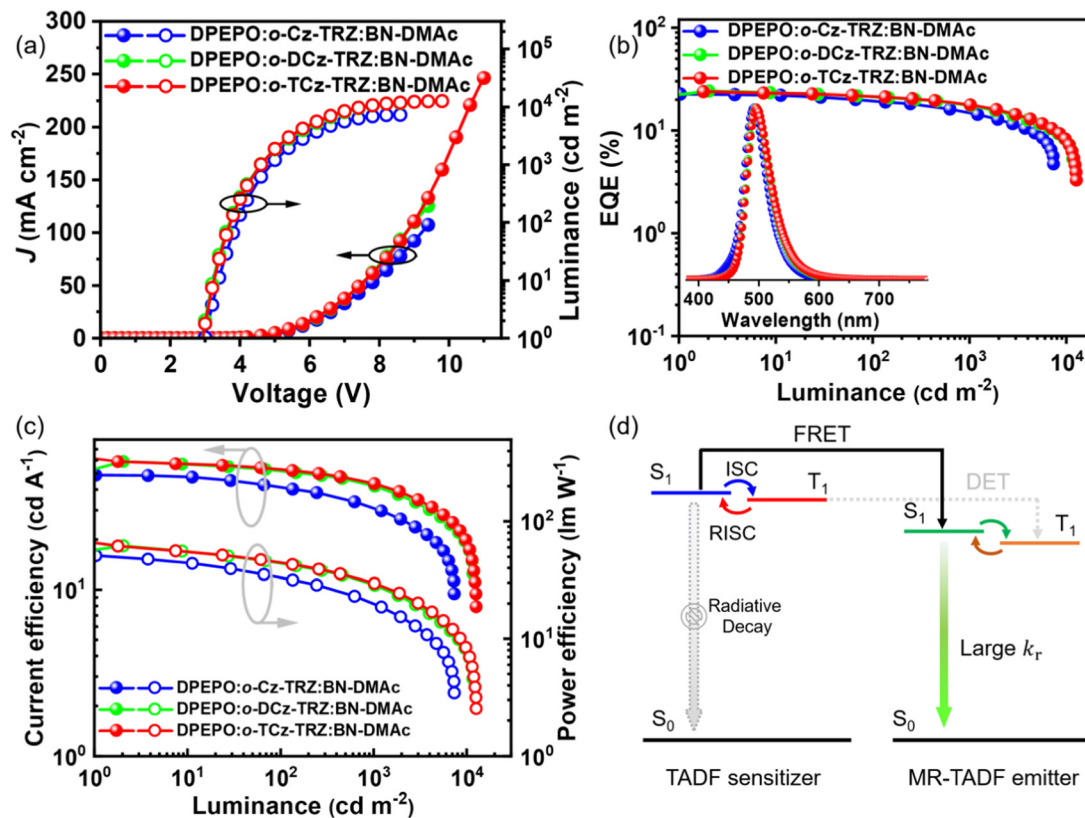 (a)
DPEPO:o-Cz-TRZ:BN-DMAc
DPEPO:o-DCz-TRZ:BN-DMAc
DPEPO:o-TCz-TRZ:BN-DMAc
J (mA cm⁻²)
300
250
200
150
100
50
0
0 2 4 6 8 10
Voltage (V)
10⁵
10⁴
10³
10²
10¹
10⁰
Luminance (cd m⁻²)
(b)
DPEPO:o-Cz-TRZ:BN-DMAc
DPEPO:o-DCz-TRZ:BN-DMAc
DPEPO:o-TCz-TRZ:BN-DMAc
EQE (%)
10²
10¹
10⁰
10⁻¹
400 500 600 700
Wavelength (nm)
10⁰ 10¹ 10² 10³ 10⁴
Luminance (cd m⁻²)
(c)
Current efficiency (cd A⁻¹)
10¹
10⁰
DPEPO:o-Cz-TRZ:BN-DMAc
DPEPO:o-DCz-TRZ:BN-DMAc
DPEPO:o-TCz-TRZ:BN-DMAc
10⁰ 10¹ 10² 10³ 10⁴
Luminance (cd m⁻²)
10²
10¹
10⁰
Power efficiency (lm W⁻¹)
(d)
FRET
S₁ ISC T₁
RISC
DET
S₁ T₁
Radiative
Decay
Large kᵣ
S₀ S₀
TADF sensitizer MR-TADF emitter